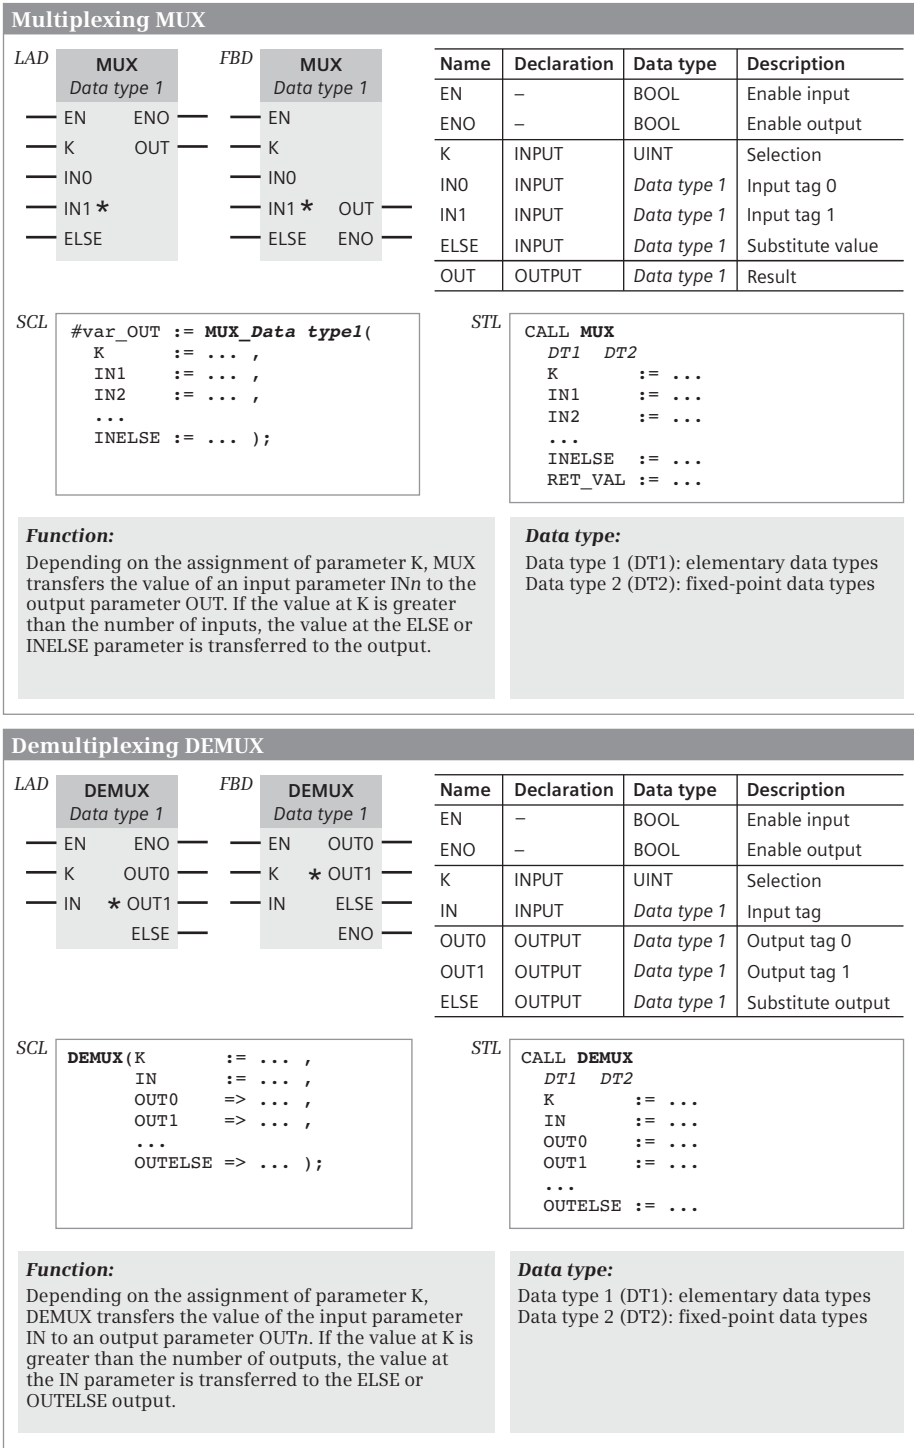 Multiplexing MUX
LAD
MUX
Data type 1
EN ENO
K OUT
IN0
IN1 *
ELSE
FBD
MUX
Data type 1
EN
K
IN0
IN1 * OUT
ELSE ENO
Name Declaration Data type Description
EN – BOOL Enable input
ENO – BOOL Enable output
K INPUT UINT Selection
IN0 INPUT Data type 1 Input tag 0
IN1 INPUT Data type 1 Input tag 1
ELSE INPUT Data type 1 Substitute value
OUT OUTPUT Data type 1 Result
SCL
#var_OUT := MUX_Data type1(
K := ... ,
IN1 := ... ,
IN2 := ... ,
...
INELSE := ... );
STL
CALL MUX
DT1 DT2
K := ...
IN1 := ...
IN2 := ...
...
INELSE := ...
RET_VAL := ...
Function:
Depending on the assignment of parameter K, MUX
transfers the value of an input parameter INn to the
output parameter OUT. If the value at K is greater
than the number of inputs, the value at the ELSE or
INELSE parameter is transferred to the output.
Data type:
Data type 1 (DT1): elementary data types
Data type 2 (DT2): fixed-point data types
Demultiplexing DEMUX
LAD
DEMUX
Data type 1
EN ENO
K OUT0
IN * OUT1
ELSE
FBD
DEMUX
Data type 1
EN OUT0
K * OUT1
IN ELSE
ENO
Name Declaration Data type Description
EN – BOOL Enable input
ENO – BOOL Enable output
K INPUT UINT Selection
IN INPUT Data type 1 Input tag
OUT0 OUTPUT Data type 1 Output tag 0
OUT1 OUTPUT Data type 1 Output tag 1
ELSE OUTPUT Data type 1 Substitute output
SCL
DEMUX(K := ... ,
IN := ... ,
OUT0 => ... ,
OUT1 => ... ,
...
OUTELSE => ... );
STL
CALL DEMUX
DT1 DT2
K := ...
IN := ...
OUT0 := ...
OUT1 := ...
...
OUTELSE := ...
Function:
Depending on the assignment of parameter K,
DEMUX transfers the value of the input parameter
IN to an output parameter OUTn. If the value at K is
greater than the number of outputs, the value at
the IN parameter is transferred to the ELSE or
OUTELSE output.
Data type:
Data type 1 (DT1): elementary data types
Data type 2 (DT2): fixed-point data types